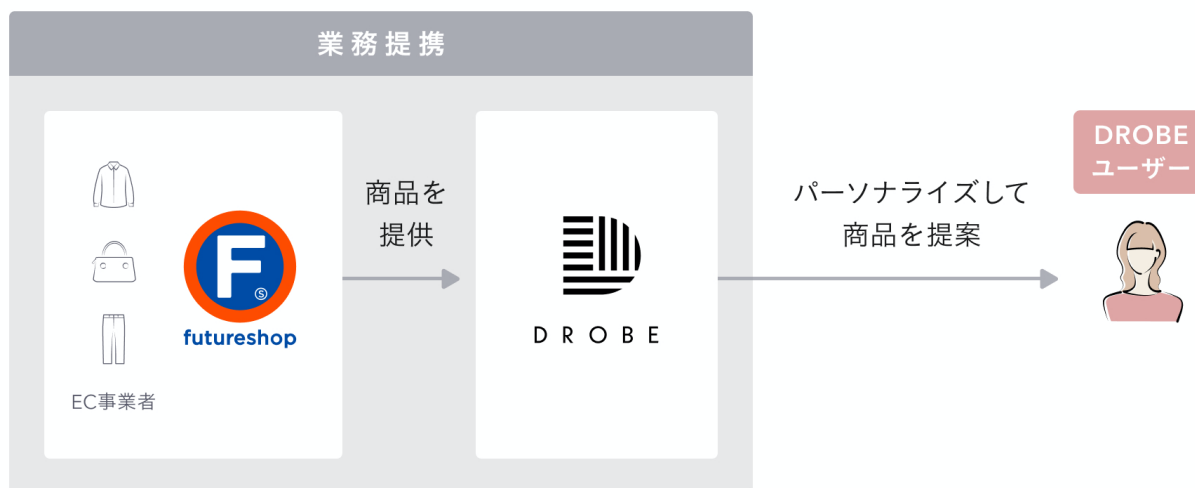 業務提携
EC事業者
F
S
futureshop
商品を
提供
DROBE
パーソナライズして
商品を提案
DROBE
ユーザー